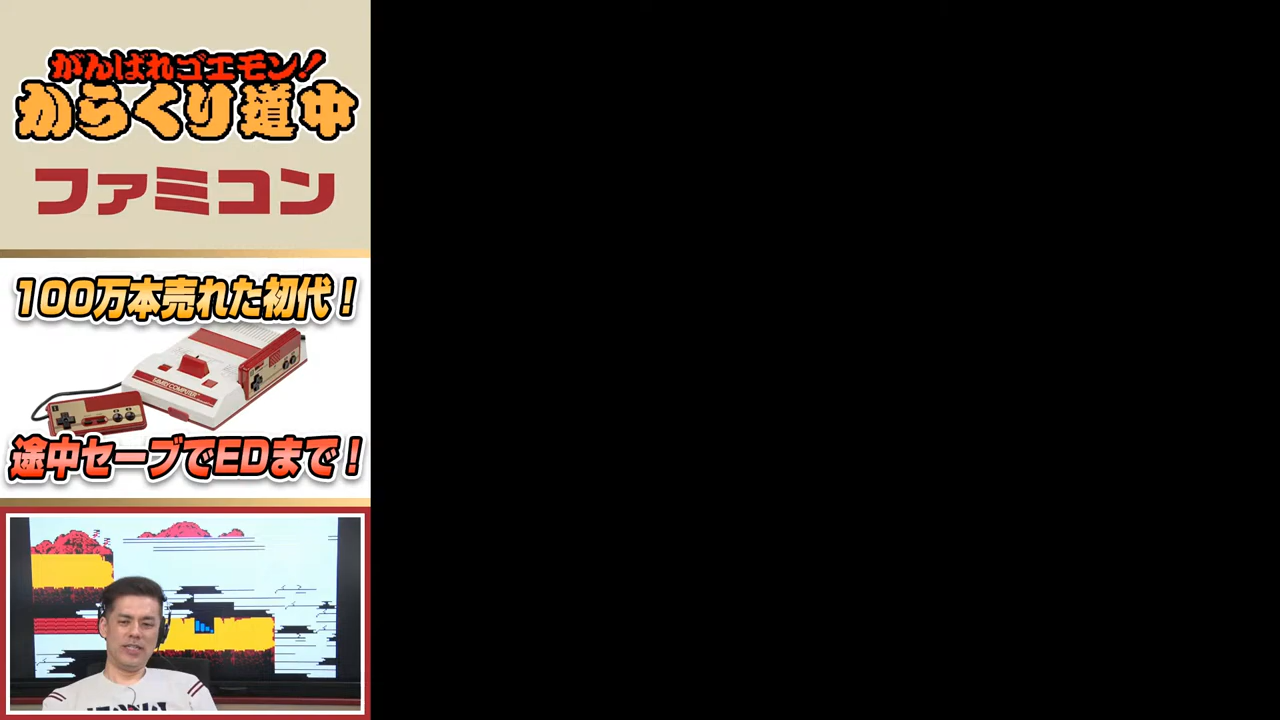 がんばれゴエモン！
からくり道中
ファミコン
100万本売れた初代！
FAMILY COMPUTER
途中セーブでEDまで！